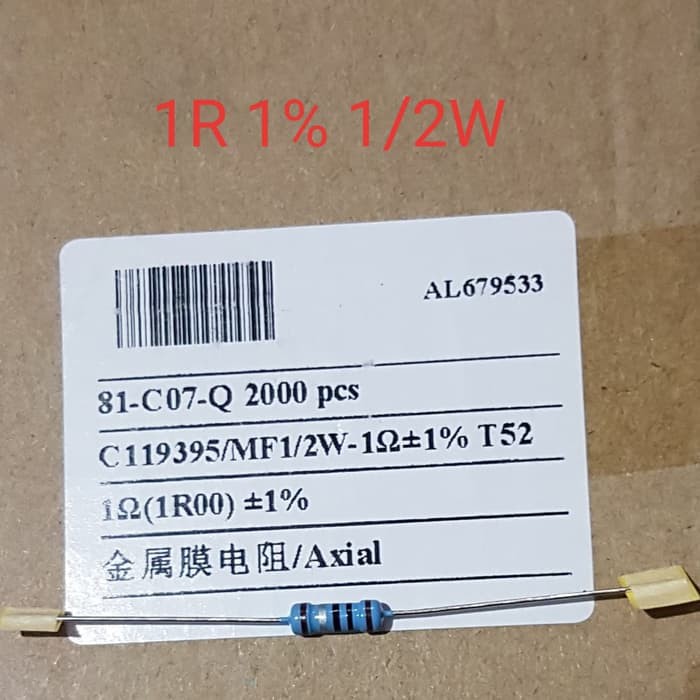 1R 1% 1/2W
AL679533
81-C07-Q 2000 pcs
C119395/MF1/2W-1Ω±1% T52
1Ω(1R00) ±1%
金属膜电阻/Axial